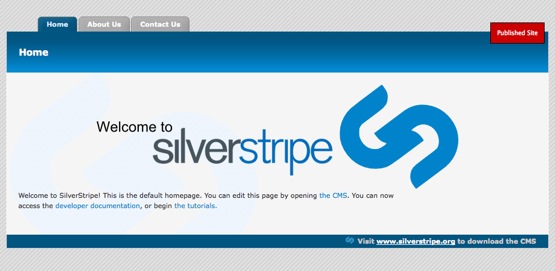 Home About Us Contact Us
Published Site
Home
Welcome to
silverstripe
Welcome to SilverStripe! This is the default homepage. You can edit this page by opening the CMS. You can now
access the developer documentation, or begin the tutorials.
Visit www.silverstripe.org to download the CMS